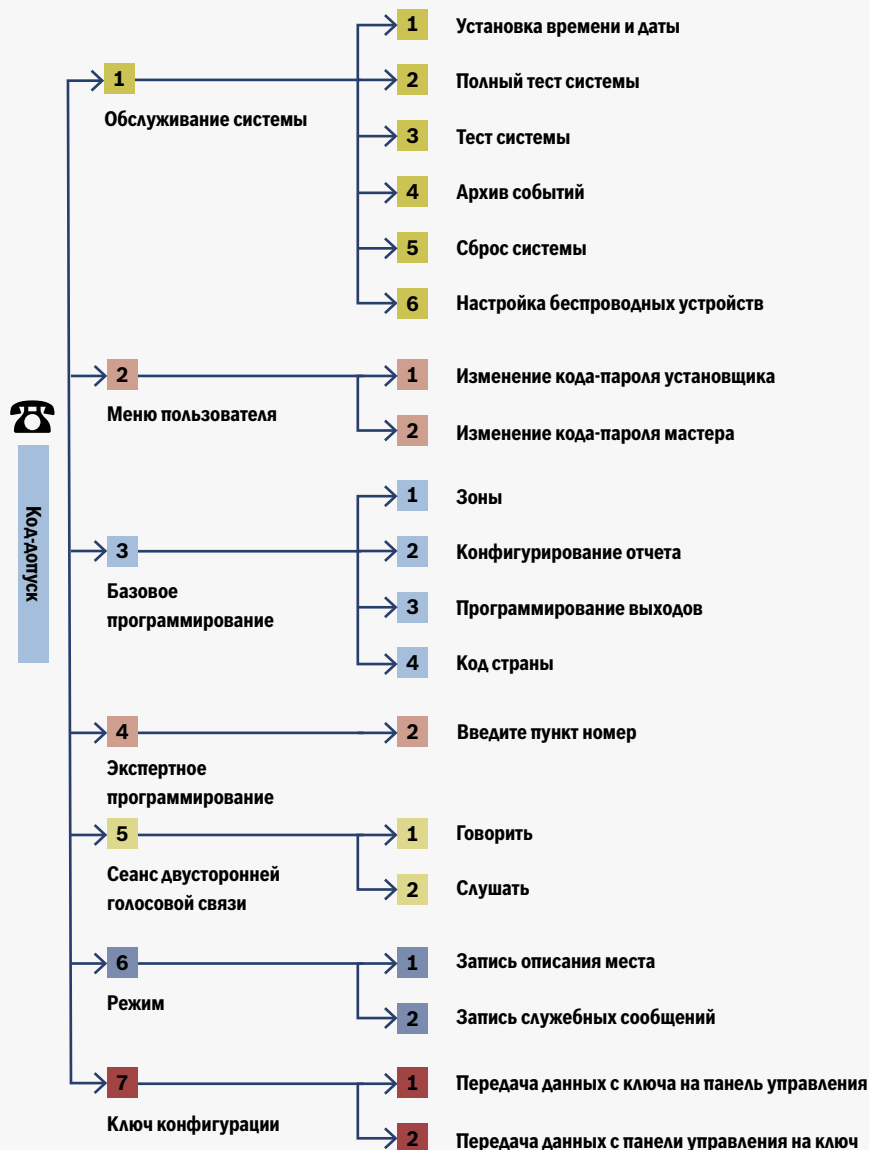 Код-допуск
1
Обслуживание системы
1 Установка времени и даты
2 Полный тест системы
3 Тест системы
4 Архив событий
5 Сброс системы
6 Настройка беспроводных устройств
2
Меню пользователя
1 Изменение кода-пароля установщика
2 Изменение кода-пароля мастера
3
Базовое
программирование
1 Зоны
2 Конфигурирование отчета
3 Программирование выходов
4 Код страны
4
Экспертное
программирование
2 Введите пункт номер
5
Сеанс двусторонней
голосовой связи
1 Говорить
2 Слушать
6
Режим
1 Запись описания места
2 Запись служебных сообщений
7
Ключ конфигурации
1 Передача данных с ключа на панель управления
2 Передача данных с панели управления на ключ